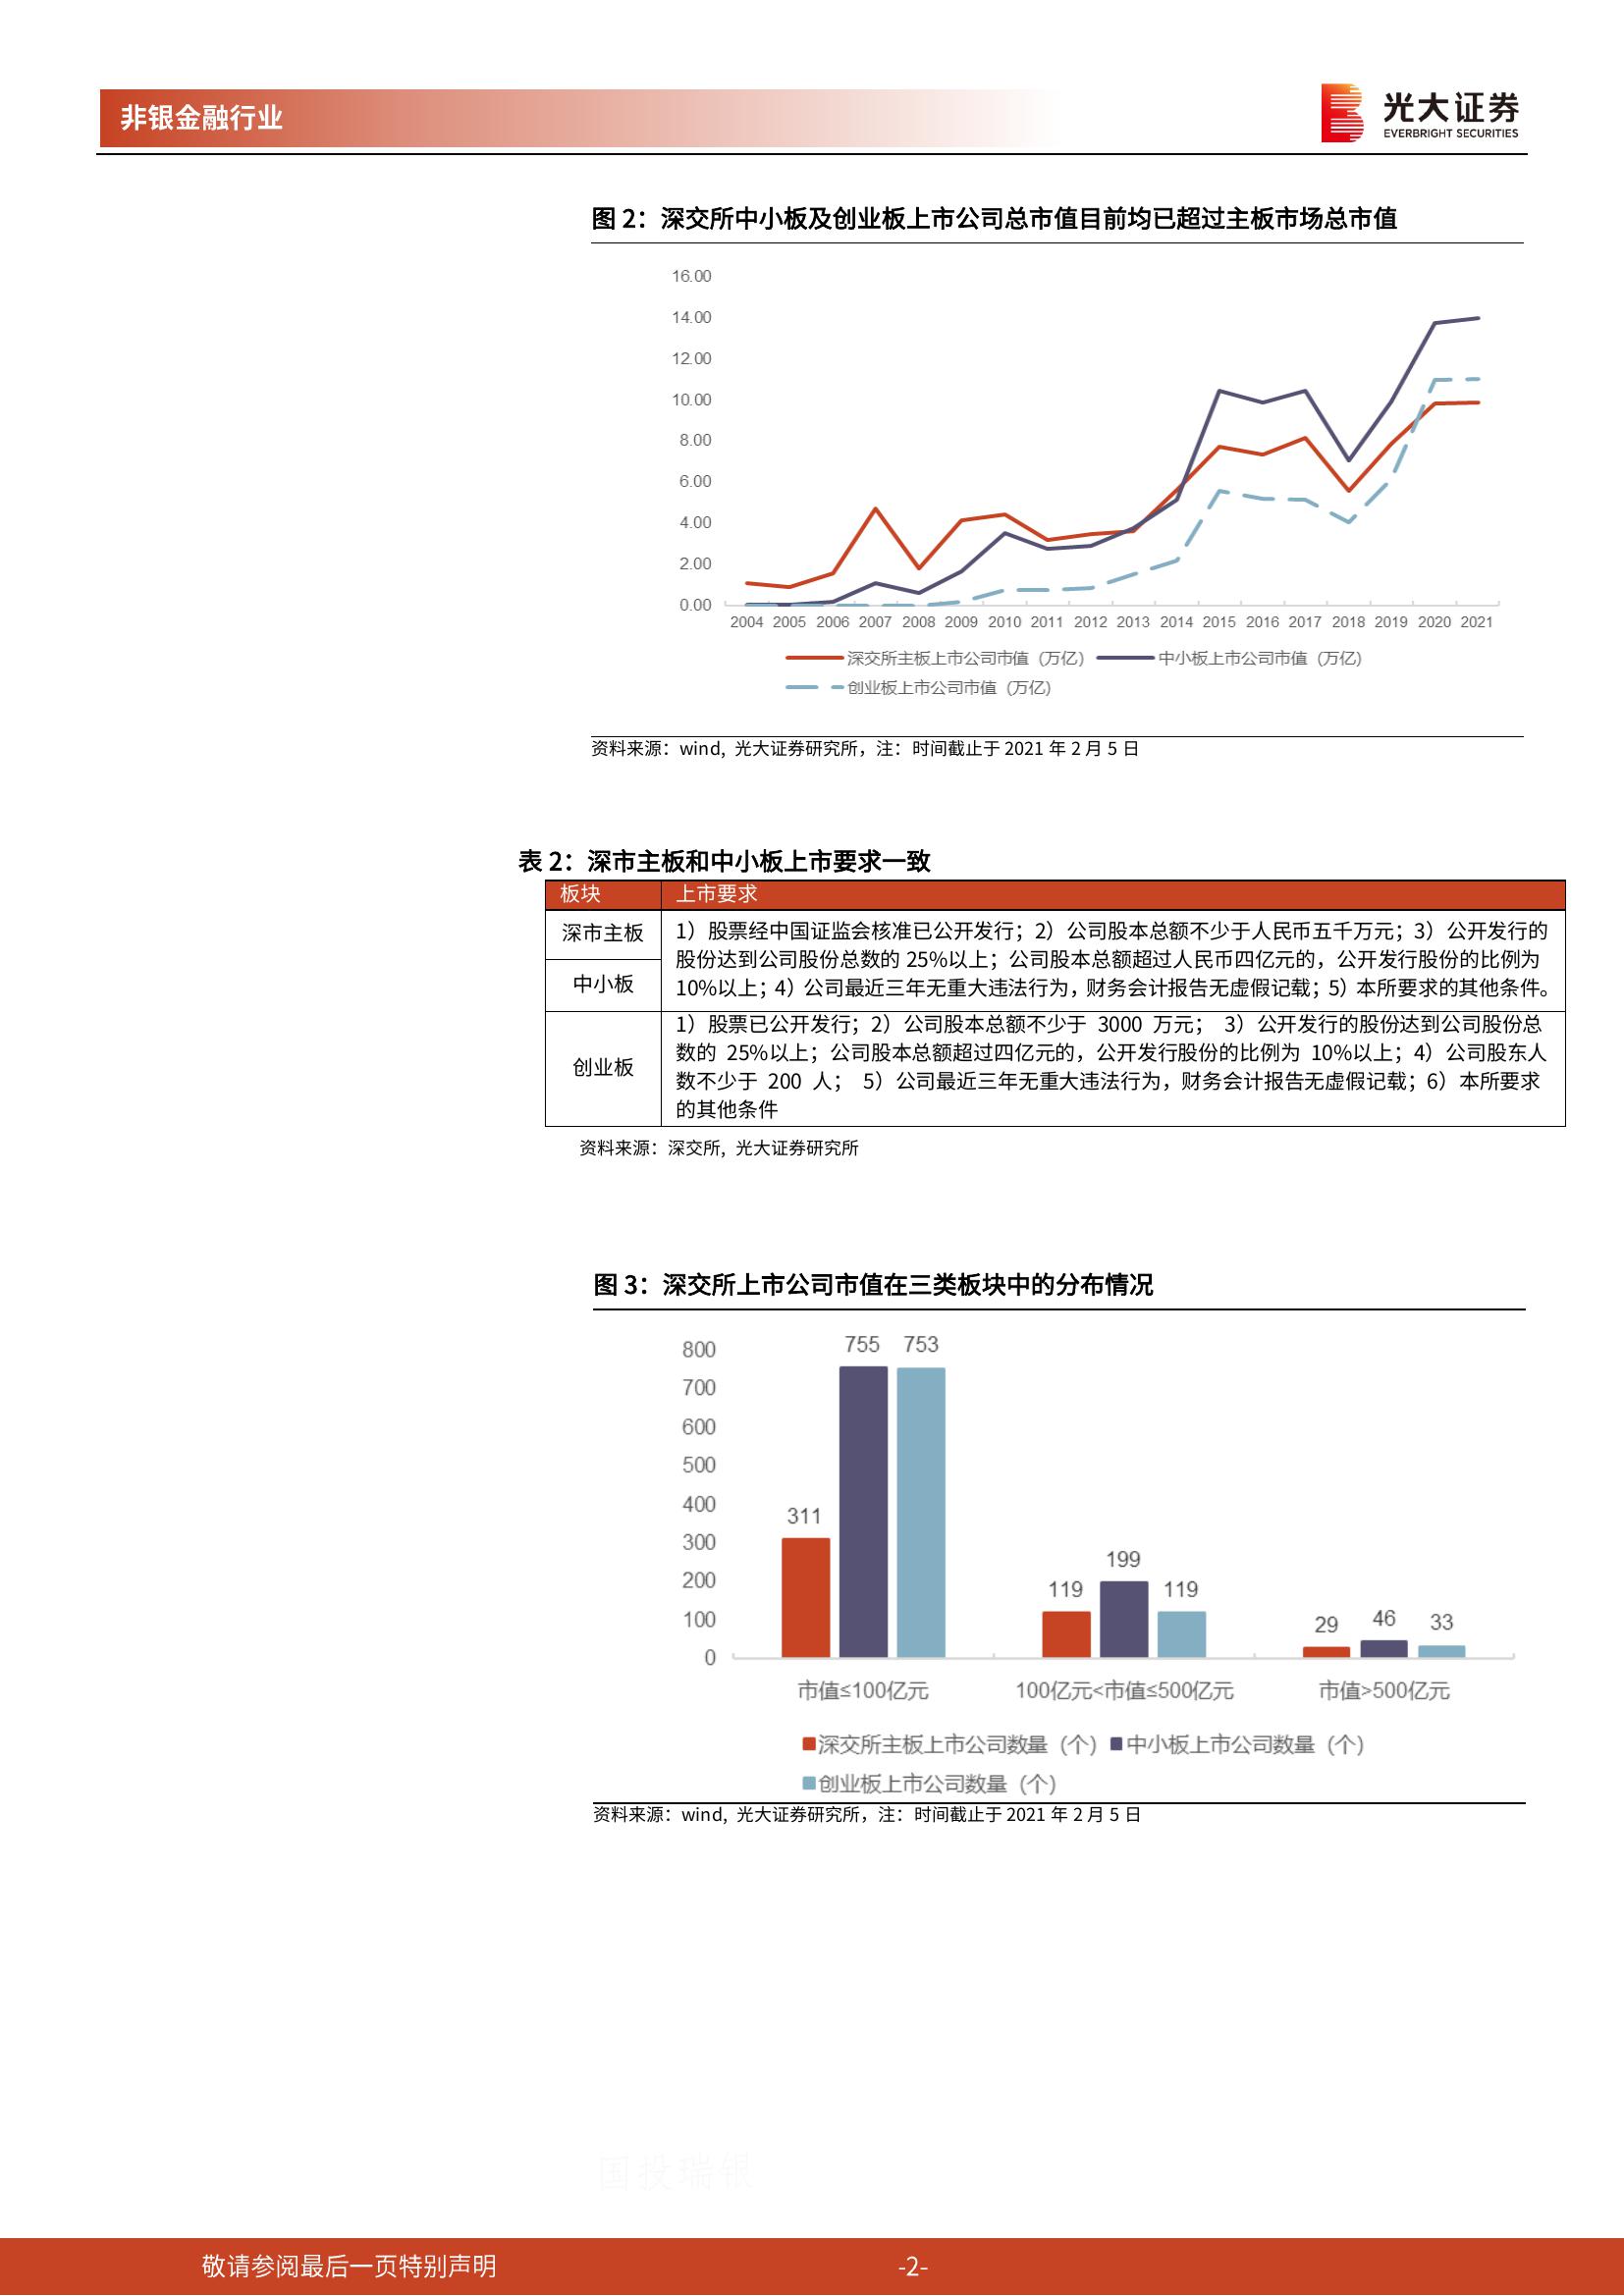 非银金融行业
光大证券
EVERBRIGHT SECURITIES
图 2：深交所中小板及创业板上市公司总市值目前均已超过主板市场总市值
16.00
14.00
12.00
10.00
8.00
6.00
4.00
2.00
0.00
2004 2005 2006 2007 2008 2009 2010 2011 2012 2013 2014 2015 2016 2017 2018 2019 2020 2021
深交所主板上市公司市值（万亿） 中小板上市公司市值（万亿）
创业板上市公司市值（万亿）
资料来源：wind, 光大证券研究所，注：时间截止于 2021 年 2 月 5 日
表 2：深市主板和中小板上市要求一致
板块 上市要求
深市主板
中小板
1）股票经中国证监会核准已公开发行；2）公司股本总额不少于人民币五千万元；3）公开发行的
股份达到公司股份总数的 25%以上；公司股本总额超过人民币四亿元的，公开发行股份的比例为
10%以上；4）公司最近三年无重大违法行为，财务会计报告无虚假记载；5）本所要求的其他条件。
创业板
1）股票已公开发行；2）公司股本总额不少于 3000 万元； 3）公开发行的股份达到公司股份总
数的 25%以上；公司股本总额超过四亿元的，公开发行股份的比例为 10%以上；4）公司股东人
数不少于 200 人； 5）公司最近三年无重大违法行为，财务会计报告无虚假记载；6）本所要求
的其他条件
资料来源：深交所, 光大证券研究所
图 3：深交所上市公司市值在三类板块中的分布情况
800
700
600
500
400
300
200
100
0
755 753
311
199
119 119
29 46 33
市值≤100亿元 100亿元<市值≤500亿元 市值>500亿元
深交所主板上市公司数量（个） 中小板上市公司数量（个）
创业板上市公司数量（个）
资料来源：wind, 光大证券研究所，注：时间截止于 2021 年 2 月 5 日
国投瑞银
敬请参阅最后一页特别声明 -2-